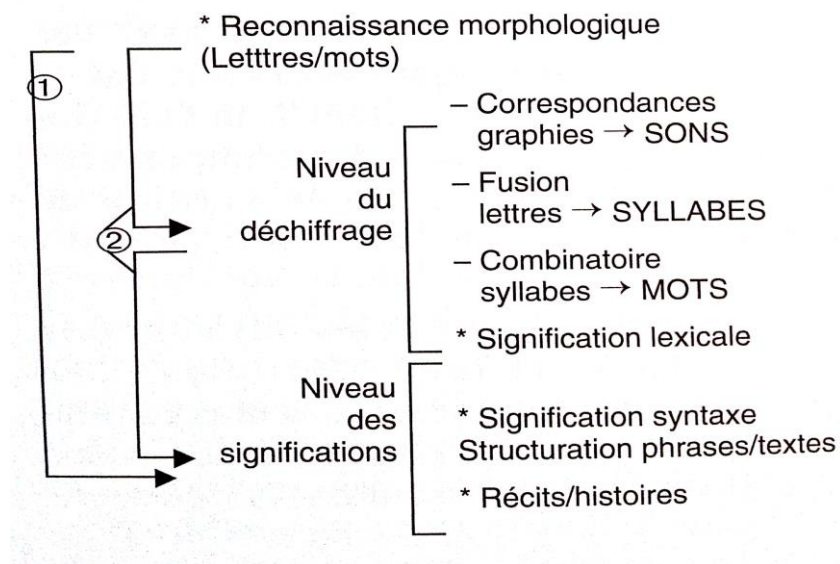 * Reconnaissance morphologique
(Letttres/mots)
①
– Correspondances
graphies → SONS
Niveau
du
déchiffrage
– Fusion
lettres → SYLLABES
②
– Combinatoire
syllabes → MOTS
* Signification lexicale
Niveau
des
significations
* Signification syntaxe
Structuration phrases/textes
* Récits/histoires